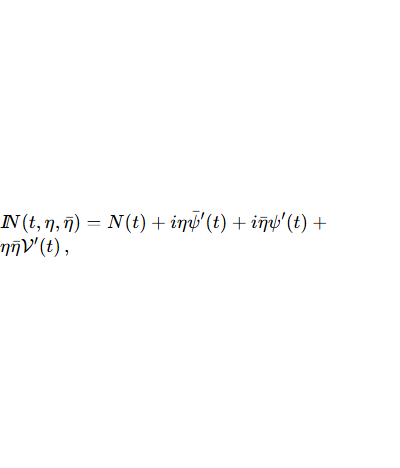 IN(t, η, η̄) = N(t) + iηψ̄′(t) + iη̄ψ′(t) +
ηη̄𝒱′(t) ,